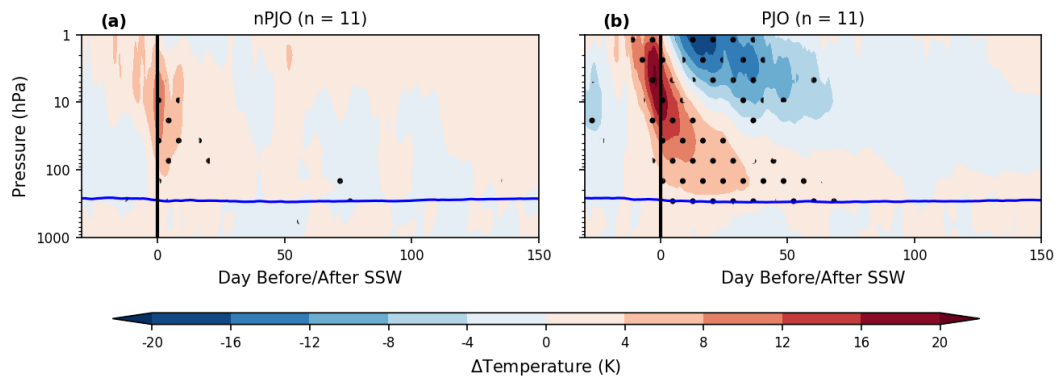 (a) nPJO (n = 11)
(b) PJO (n = 11)
Pressure (hPa)
1
10
100
1000
0 50 100 150
0 50 100 150
Day Before/After SSW
Day Before/After SSW
-20 -16 -12 -8 -4 0 4 8 12 16 20
ΔTemperature (K)